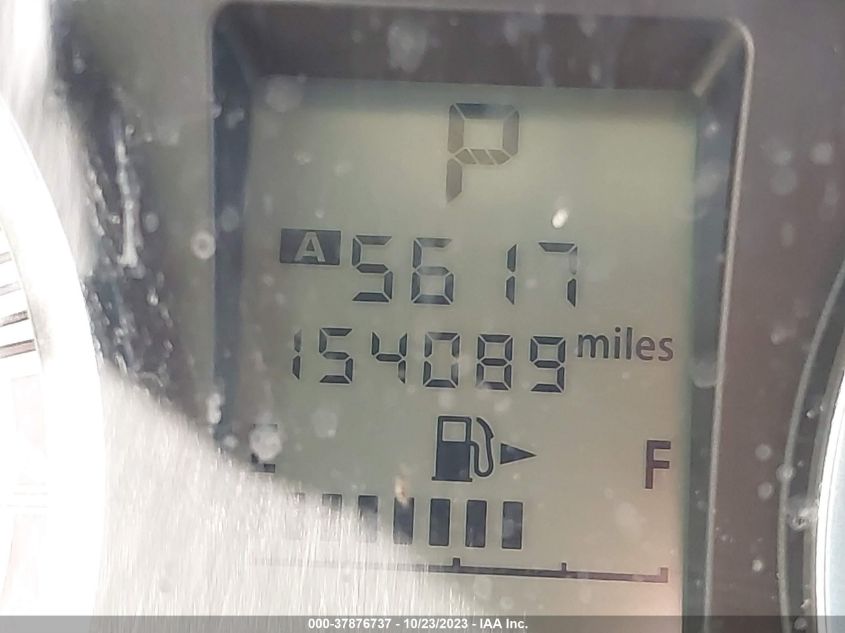 P
A 5617
154089 miles
E F
000-37876737 - 10/23/2023 - IAA Inc.